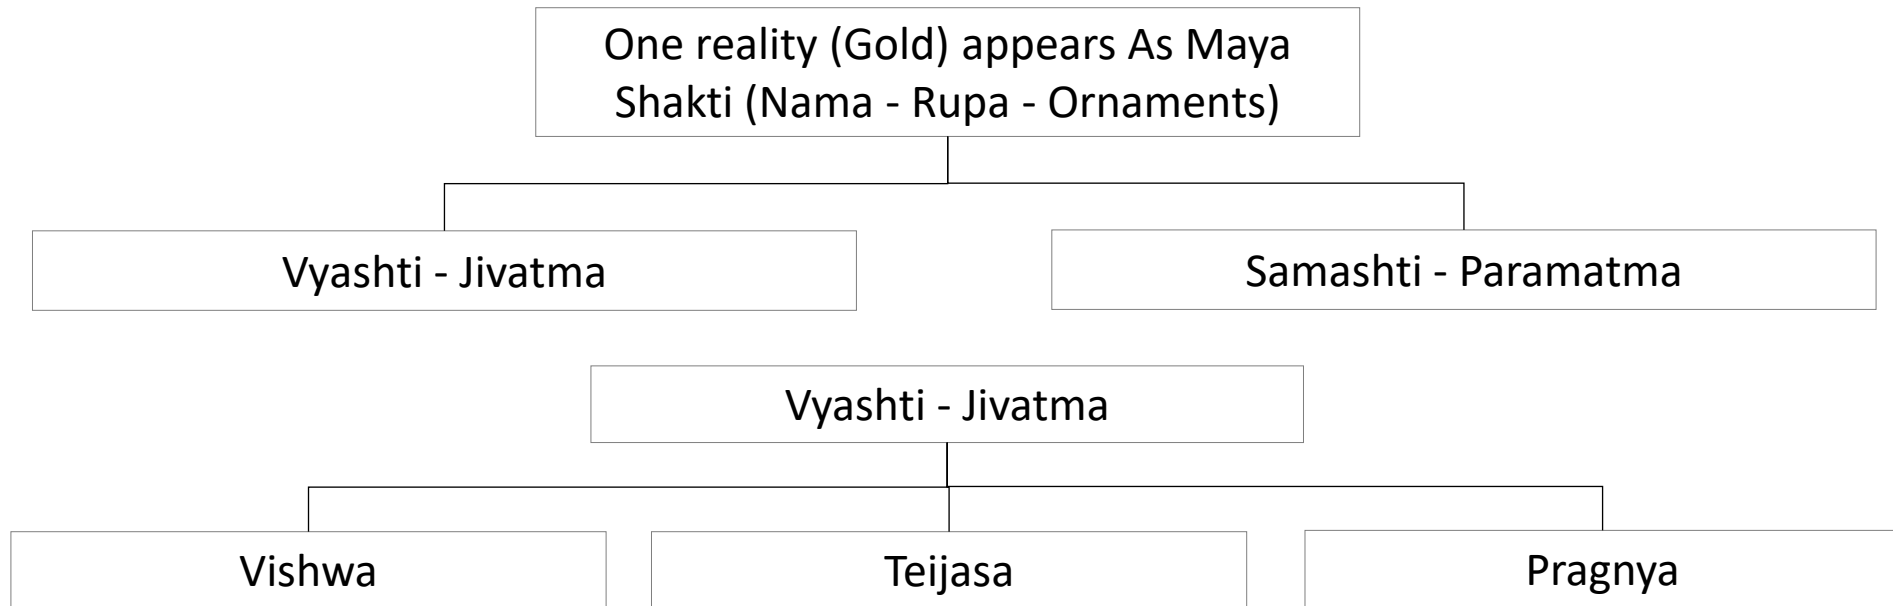 One reality (Gold) appears As Maya
Shakti (Nama - Rupa - Ornaments)
Vyashti - Jivatma
Samashti - Paramatma
Vyashti - Jivatma
Vishwa
Teijasa
Pragnya